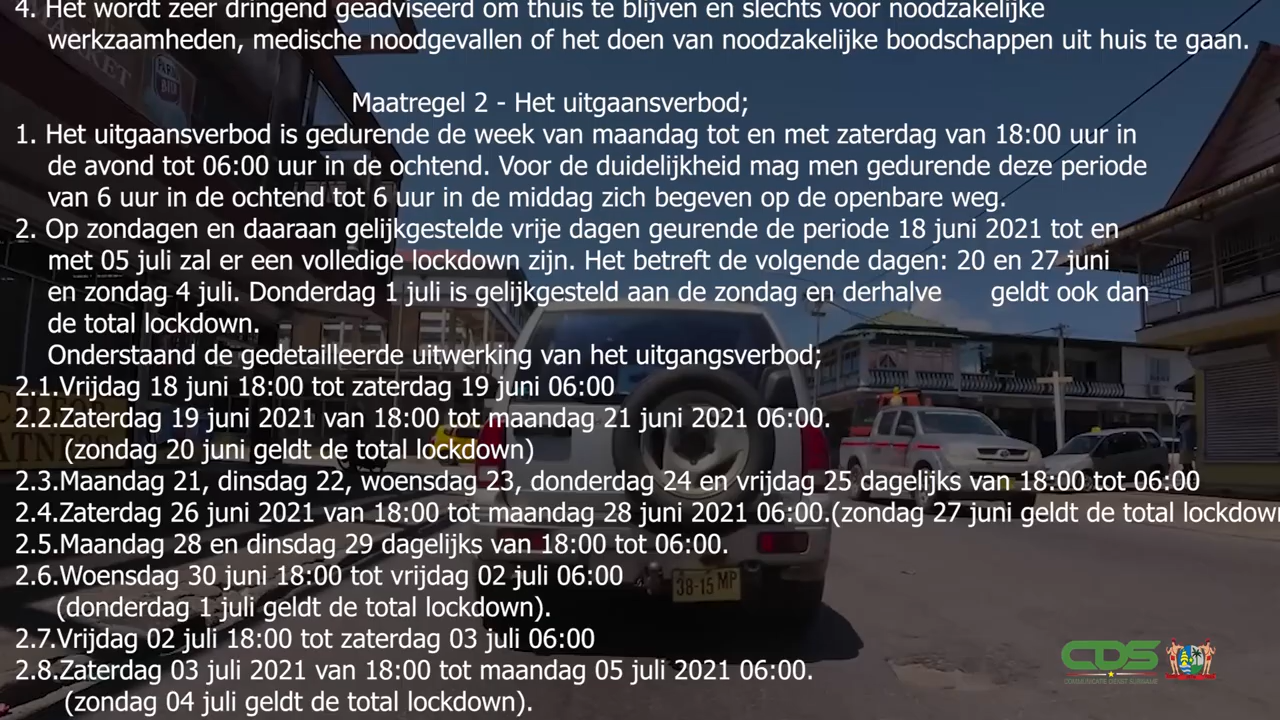 4. Het wordt zeer dringend geadviseerd om thuis te blijven en slechts voor noodzakelijke
werkzaamheden, medische noodgevallen of het doen van noodzakelijke boodschappen uit huis te gaan.
Maatregel 2 - Het uitgaansverbod;
1. Het uitgaansverbod is gedurende de week van maandag tot en met zaterdag van 18:00 uur in
de avond tot 06:00 uur in de ochtend. Voor de duidelijkheid mag men gedurende deze periode
van 6 uur in de ochtend tot 6 uur in de middag zich begeven op de openbare weg.
2. Op zondagen en daaraan gelijkgestelde vrije dagen geurende de periode 18 juni 2021 tot en
met 05 juli zal er een volledige lockdown zijn. Het betreft de volgende dagen: 20 en 27 juni
en zondag 4 juli. Donderdag 1 juli is gelijkgesteld aan de zondag en derhalve geldt ook dan
de total lockdown.
Onderstaand de gedetailleerde uitwerking van het uitgangsverbod;
2.1.Vrijdag 18 juni 18:00 tot zaterdag 19 juni 06:00
2.2.Zaterdag 19 juni 2021 van 18:00 tot maandag 21 juni 2021 06:00.
(zondag 20 juni geldt de total lockdown)
2.3.Maandag 21, dinsdag 22, woensdag 23, donderdag 24 en vrijdag 25 dagelijks van 18:00 tot 06:00
2.4.Zaterdag 26 juni 2021 van 18:00 tot maandag 28 juni 2021 06:00.(zondag 27 juni geldt de total lockdown
2.5.Maandag 28 en dinsdag 29 dagelijks van 18:00 tot 06:00.
2.6.Woensdag 30 juni 18:00 tot vrijdag 02 juli 06:00
(donderdag 1 juli geldt de total lockdown).
2.7.Vrijdag 02 juli 18:00 tot zaterdag 03 juli 06:00
2.8.Zaterdag 03 juli 2021 van 18:00 tot maandag 05 juli 2021 06:00.
(zondag 04 juli geldt de total lockdown).
38-15 MP
CDS
COMMUNICATIE DIENST SURINAME